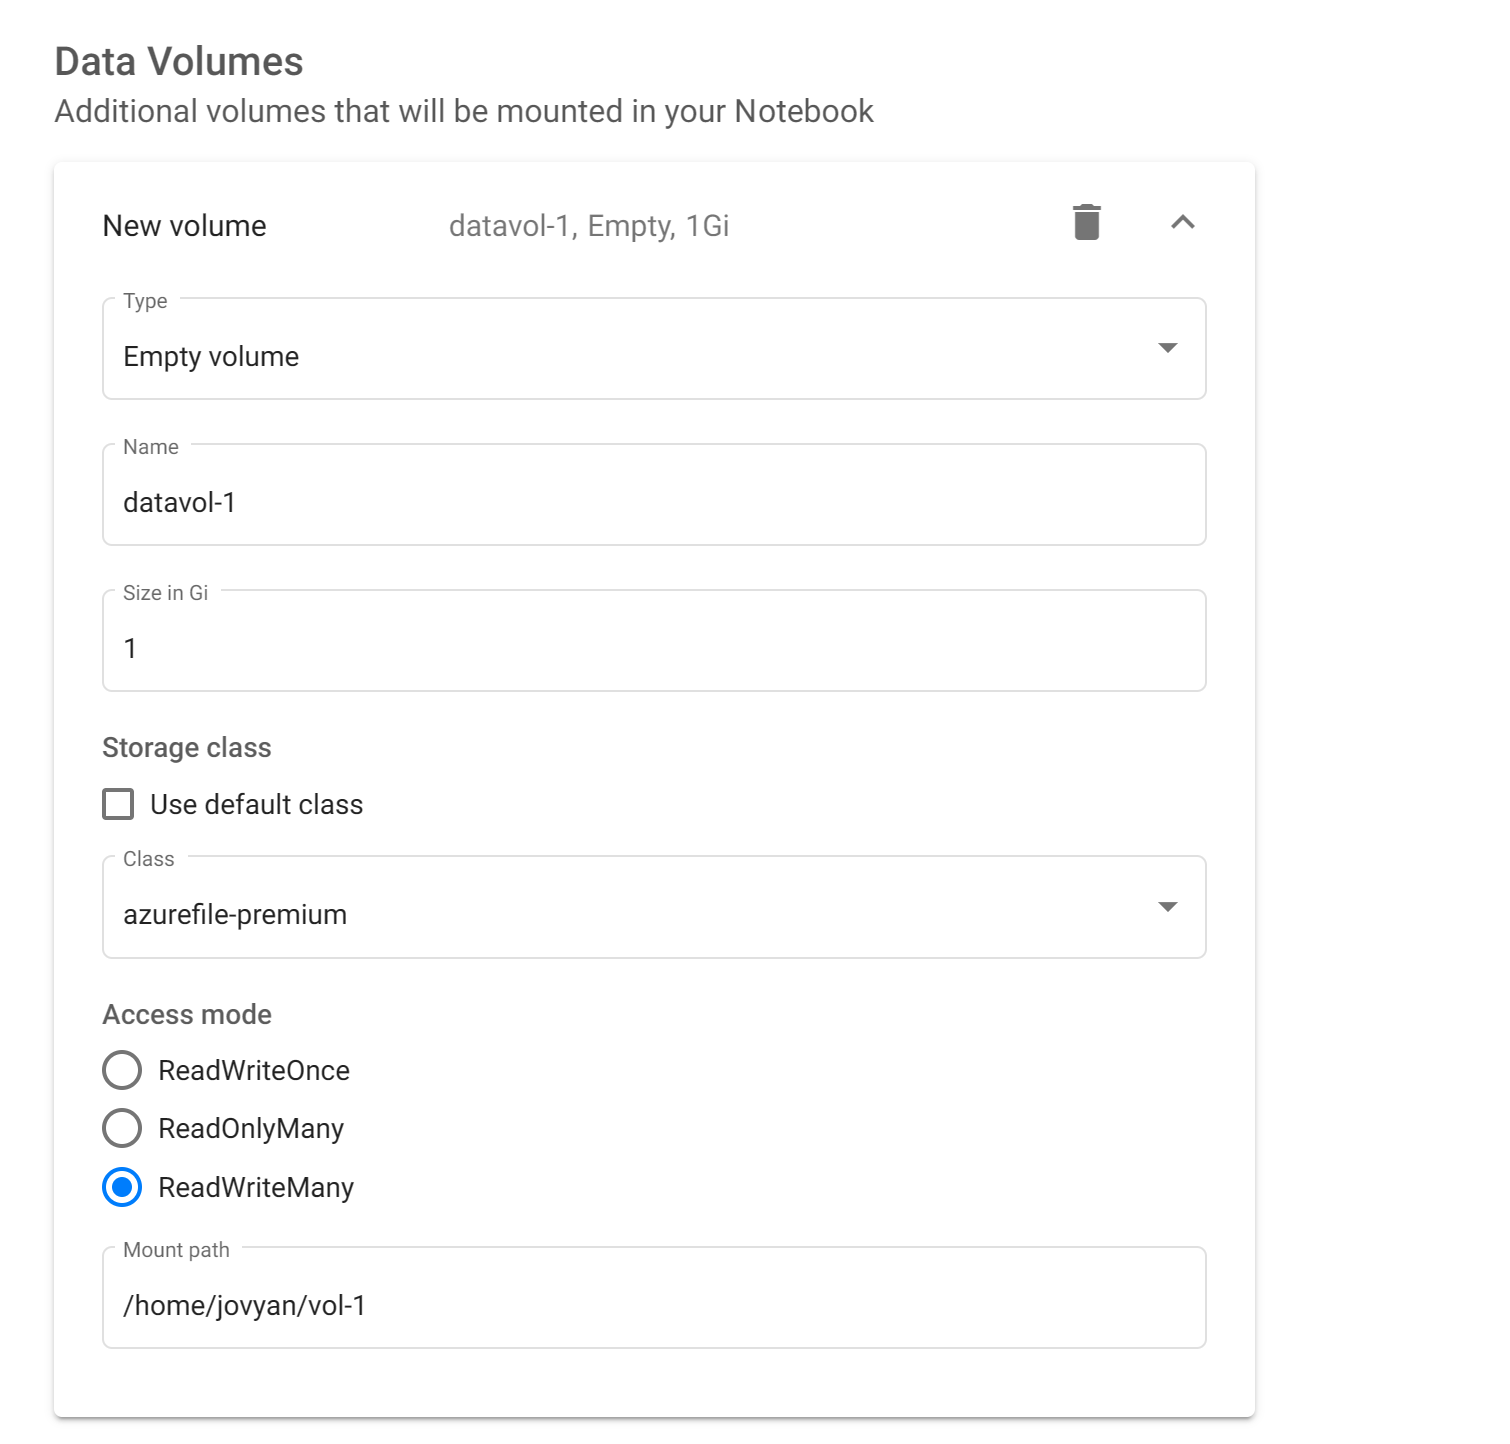 Data Volumes
Additional volumes that will be mounted in your Notebook
New volume datavol-1, Empty, 1Gi
Type
Empty volume
Name
datavol-1
Size in Gi
1
Storage class
Use default class
Class
azurefile-premium
Access mode
ReadWriteOnce
ReadOnlyMany
ReadWriteMany
Mount path
/home/jovyan/vol-1